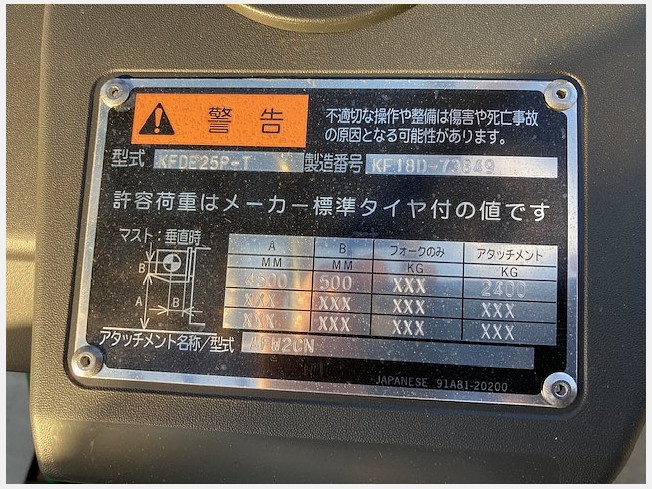 警告
不適切な操作や整備は傷害や死亡事故
の原因となる可能性があります。
型式 KFDE25P-T 製造番号 KFJ8D-73849
許容荷重はメーカー標準タイヤ付の値です
マスト:垂直時
A B フォークのみ アタッチメント
MM MM KG KG
500 XXX 2400
XXX XXX XXX XXX
XXX XXX XXX XXX
B
A B
アタッチメント名称/型式 AFW2CN
JAPANESE 91A81-20200